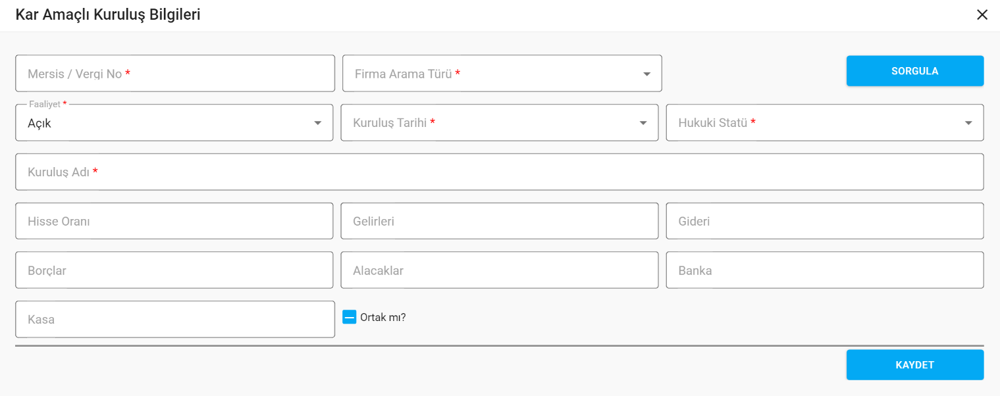 Kar Amaçlı Kuruluş Bilgileri
Mersis / Vergi No *
Firma Arama Türü *
SORGULA
Faaliyet *
Açık
Kuruluş Tarihi *
Hukuki Statü *
Kuruluş Adı *
Hisse Oranı
Gelirleri
Gideri
Borçlar
Alacaklar
Banka
Kasa
Ortak mı?
KAYDET